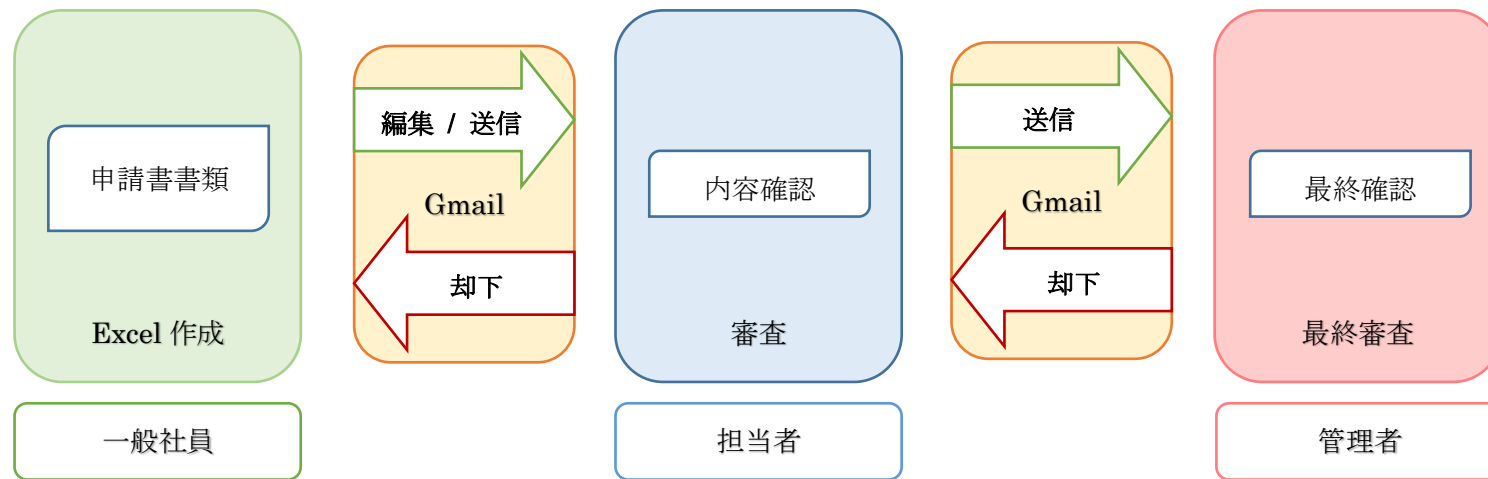 申請書書類
Excel 作成
一般社員
編集 / 送信
Gmail
却下
内容確認
審査
担当者
送信
Gmail
却下
最終確認
最終審査
管理者